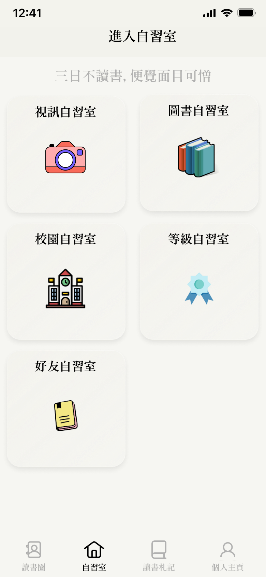 12:41
進入自習室
三日不讀書, 便覺面目可憎
視訊自習室
圖書自習室
校園自習室
等級自習室
好友自習室
讀書圈
自習室
讀書札記
個人主頁